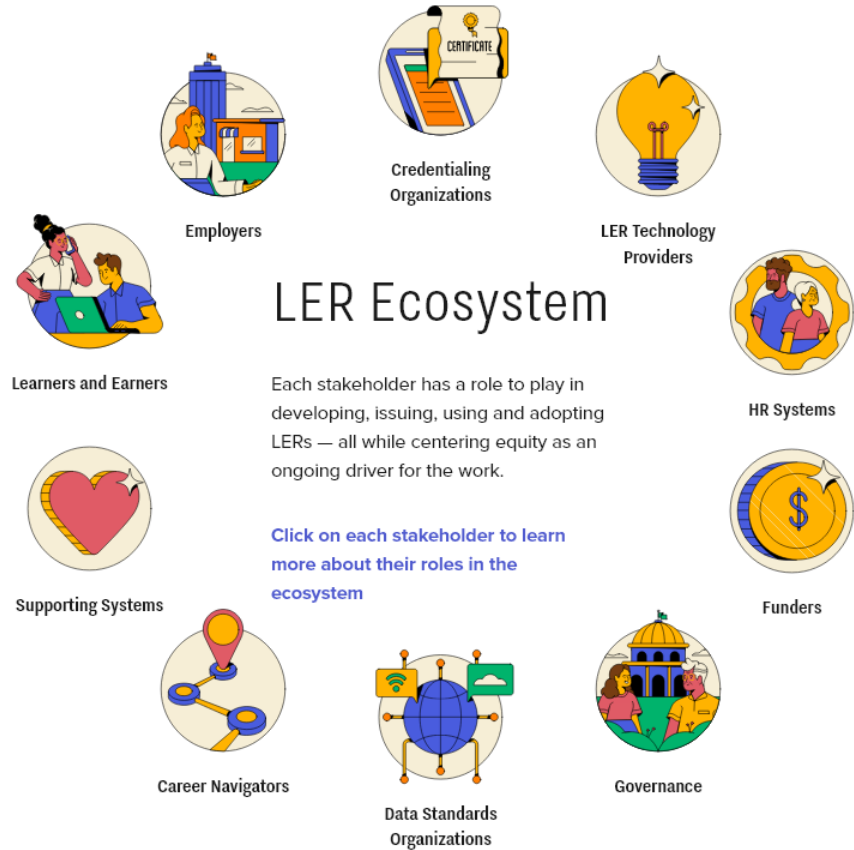 CERTIFICATE
Credentialing
Organizations
Employers
LER Technology
Providers
LER Ecosystem
Learners and Earners
Each stakeholder has a role to play in
developing, issuing, using and adopting
LERs — all while centering equity as an
ongoing driver for the work.
HR Systems
Click on each stakeholder to learn
more about their roles in the
ecosystem
$
Supporting Systems
Funders
Career Navigators
Governance
Data Standards
Organizations